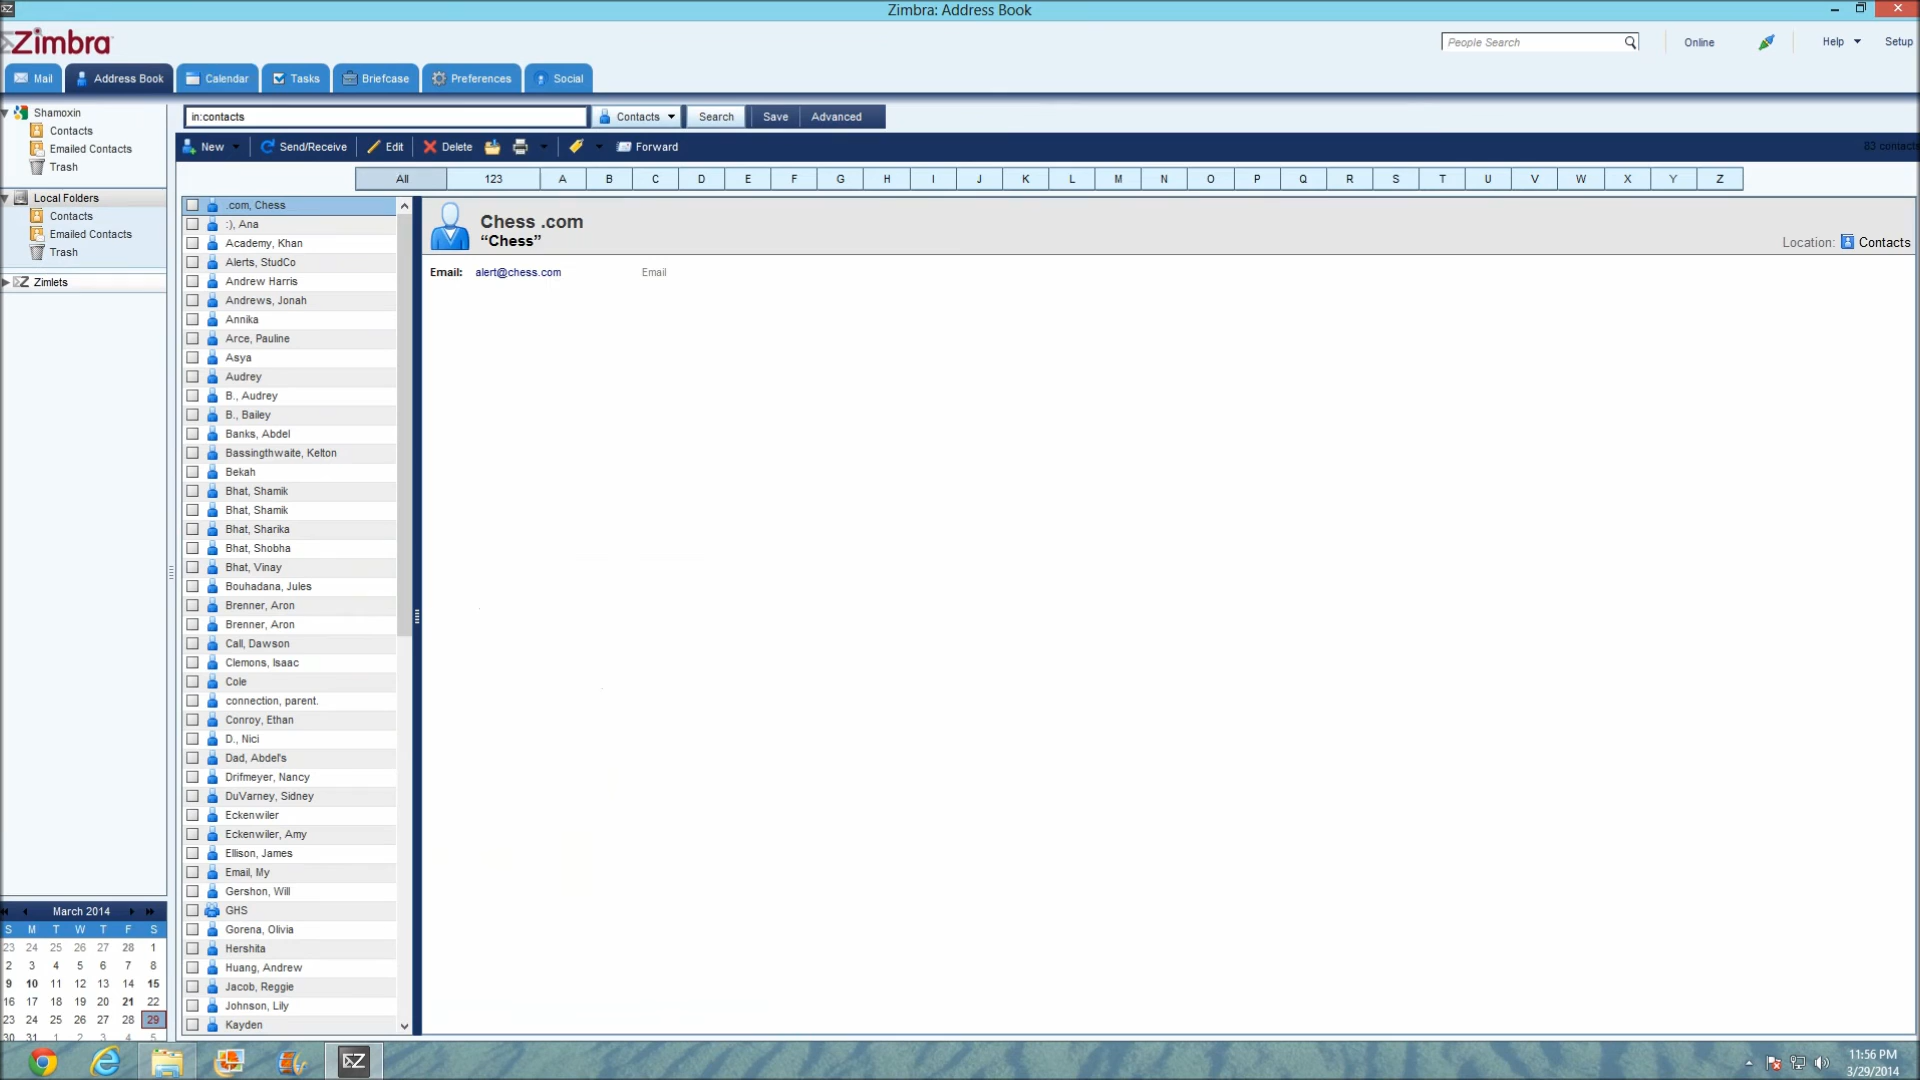 Zimbra: Address Book
Zimbra
People Search
Online
Help
Setup
Mail
Address Book
Calendar
Tasks
Briefcase
Preferences
Social
in:contacts
Contacts
Search
Save
Advanced
New
Send/Receive
Edit
Delete
Forward
83 contacts
All 123 A B C D E F G H I J K L M N O P Q R S T U V W X Y Z
Shamoxin
Contacts
Emailed Contacts
Trash
Local Folders
Contacts
Emailed Contacts
Trash
Zimlets
.com, Chess
:), Ana
Academy, Khan
Alerts, StudCo
Andrew Harris
Andrews, Jonah
Annika
Arce, Pauline
Asya
Audrey
B., Audrey
B., Bailey
Banks, Abdel
Bassingthwaite, Kelton
Bekah
Bhat, Shamik
Bhat, Shamik
Bhat, Sharika
Bhat, Shobha
Bhat, Vinay
Bouhadana, Jules
Brenner, Aron
Brenner, Aron
Call, Dawson
Clemons, Isaac
Cole
connection, parent.
Conroy, Ethan
D., Nici
Dad, Abdel's
Drifmeyer, Nancy
DuVarney, Sidney
Eckenwiler
Eckenwiler, Amy
Ellison, James
Email, My
Gershon, Will
GHS
Gorena, Olivia
Hershita
Huang, Andrew
Jacob, Reggie
Johnson, Lily
Kayden
Chess .com
“Chess”
Location: Contacts
Email: alert@chess.com Email
March 2014
S M T W T F S
23 24 25 26 27 28 1
2 3 4 5 6 7 8
9 10 11 12 13 14 15
16 17 18 19 20 21 22
23 24 25 26 27 28 29
30 31 1 2 3 4 5
11:56 PM
3/29/2014